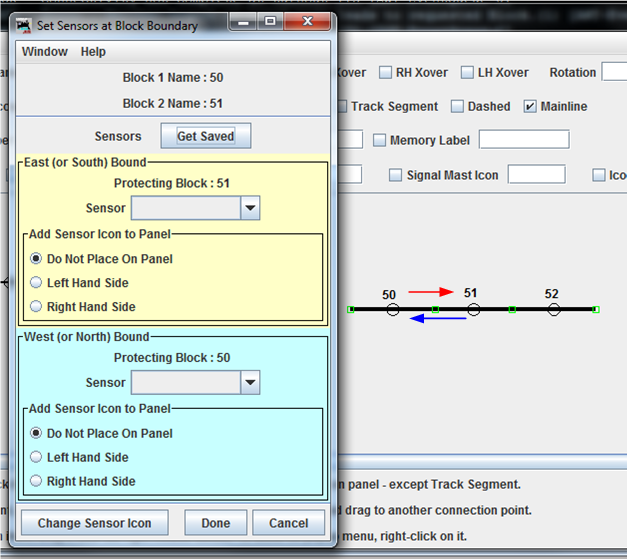 Set Sensors at Block Boundary
Window Help
Block 1 Name : 50
Block 2 Name : 51
Sensors Get Saved
East (or South) Bound
Protecting Block : 51
Sensor
Add Sensor Icon to Panel
Do Not Place On Panel
Left Hand Side
Right Hand Side
West (or North) Bound
Protecting Block : 50
Sensor
Add Sensor Icon to Panel
Do Not Place On Panel
Left Hand Side
Right Hand Side
Change Sensor Icon Done Cancel
Xover RH Xover LH Xover Rotation
Track Segment Dashed Mainline
Memory Label
Signal Mast Icon Ico
50 51 52
n panel - except Track Segment.
d drag to another connection point.
menu, right-click on it.